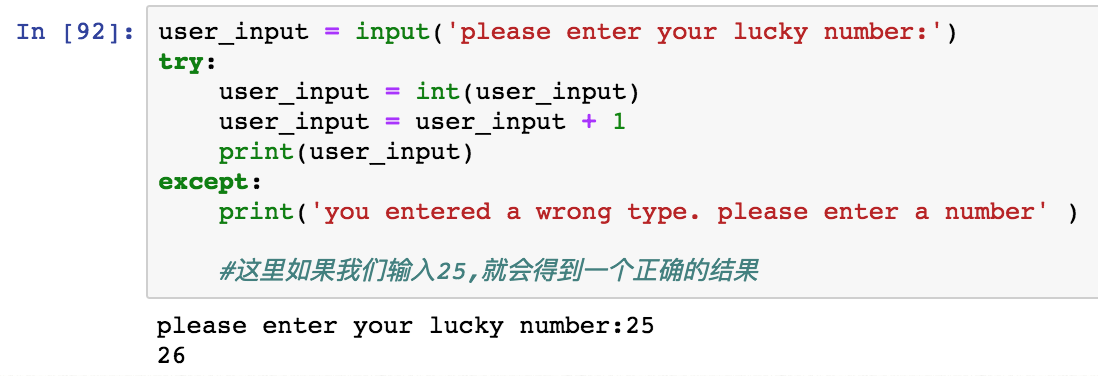 In [92]: user_input = input('please enter your lucky number:')
try:
    user_input = int(user_input)
    user_input = user_input + 1
    print(user_input)
except:
    print('you entered a wrong type. please enter a number' )
    #这里如果我们输入25,就会得到一个正确的结果
please enter your lucky number:25
26